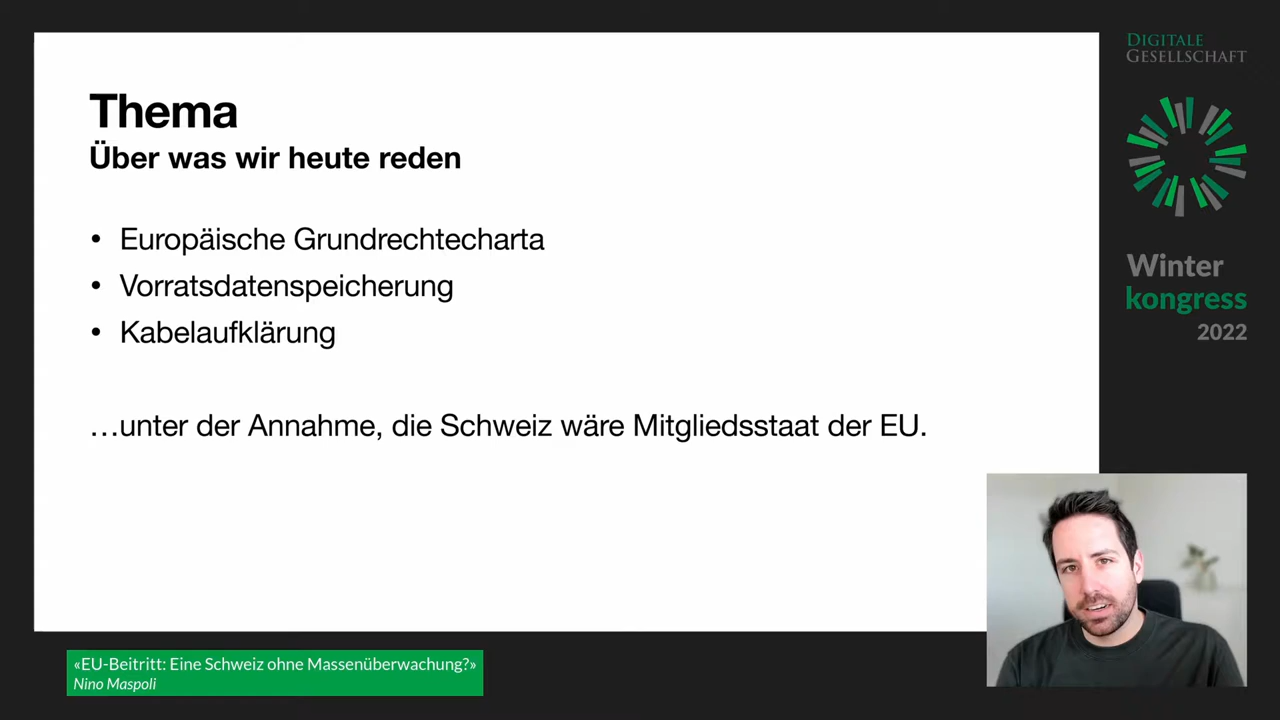 Thema
Über was wir heute reden
• Europäische Grundrechtecharta
• Vorratsdatenspeicherung
• Kabelaufklärung
…unter der Annahme, die Schweiz wäre Mitgliedsstaat der EU.
DIGITALE
GESELLSCHAFT
Winter
kongress
2022
«EU-Beitritt: Eine Schweiz ohne Massenüberwachung?»
Nino Maspoli